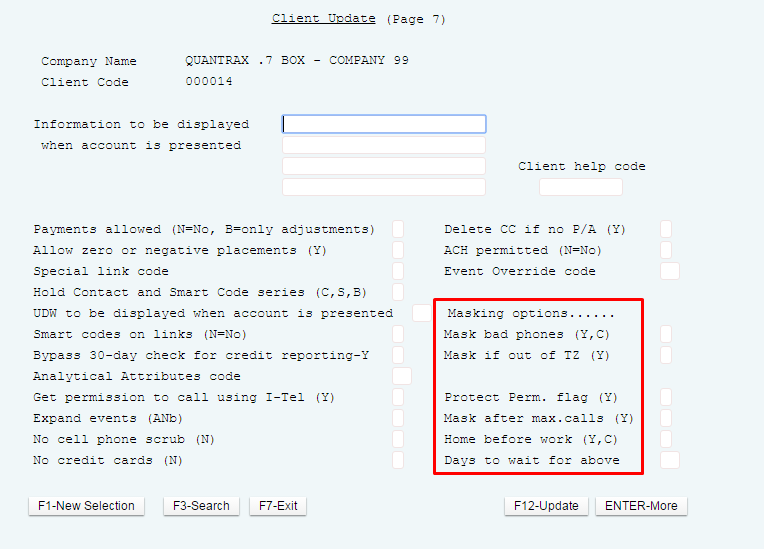 Client Update (Page 7)
Company Name QUANTRAX .7 BOX - COMPANY 99
Client Code 000014
Information to be displayed
when account is presented
Client help code
Payments allowed (N=No, B=only adjustments) Delete CC if no P/A (Y)
Allow zero or negative placements (Y) ACH permitted (N=No)
Special link code Event Override code
Hold Contact and Smart Code series (C,S,B)
UDW to be displayed when account is presented Masking options......
Smart codes on links (N=No) Mask bad phones (Y,C)
Bypass 30-day check for credit reporting-Y Mask if out of TZ (Y)
Analytical Attributes code
Get permission to call using I-Tel (Y) Protect Perm. flag (Y)
Expand events (ANb) Mask after max.calls (Y)
No cell phone scrub (N) Home before work (Y,C)
No credit cards (N) Days to wait for above
F1-New Selection F3-Search F7-Exit F12-Update ENTER-More